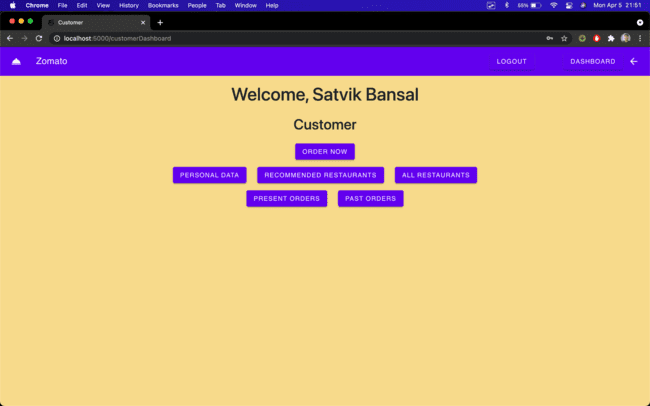 Chrome File Edit View History Bookmarks People Tab Window Help 55% Mon Apr 5 21:51
Customer
localhost:5000/customerDashboard
Zomato LOGOUT DASHBOARD
Welcome, Satvik Bansal
Customer
ORDER NOW
PERSONAL DATA RECOMMENDED RESTAURANTS ALL RESTAURANTS
PRESENT ORDERS PAST ORDERS